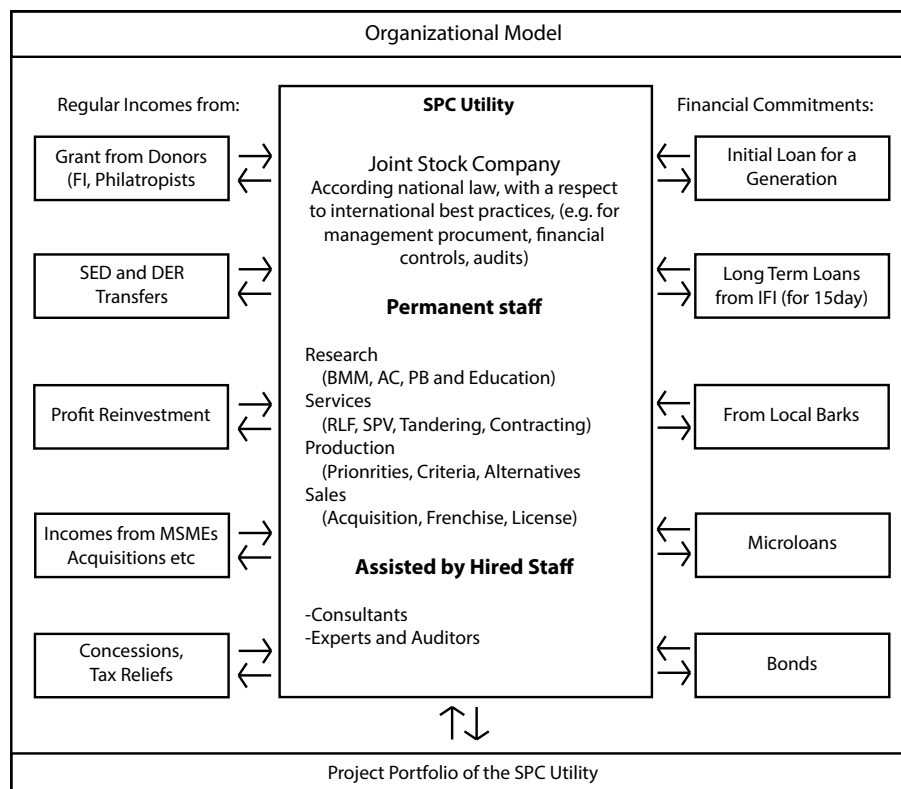 Organizational Model
Regular Incomes from:
Grant from Donors
(FI, Philatropists
SED and DER
Transfers
Profit Reinvestment
Incomes from MSMEs
Acquisitions etc
Concessions,
Tax Reliefs
SPC Utility
Joint Stock Company
According national law, with a respect
to international best practices, (e.g. for
management procument, financial
controls, audits)
Permanent staff
Research
(BMM, AC, PB and Education)
Services
(RLF, SPV, Tandering, Contracting)
Production
(Prionrities, Criteria, Alternatives
Sales
(Acquisition, Frenchise, License)
Assisted by Hired Staff
-Consultants
-Experts and Auditors
Financial Commitments:
Initial Loan for a
Generation
Long Term Loans
from IFI (for 15day)
From Local Barks
Microloans
Bonds
Project Portfolio of the SPC Utility